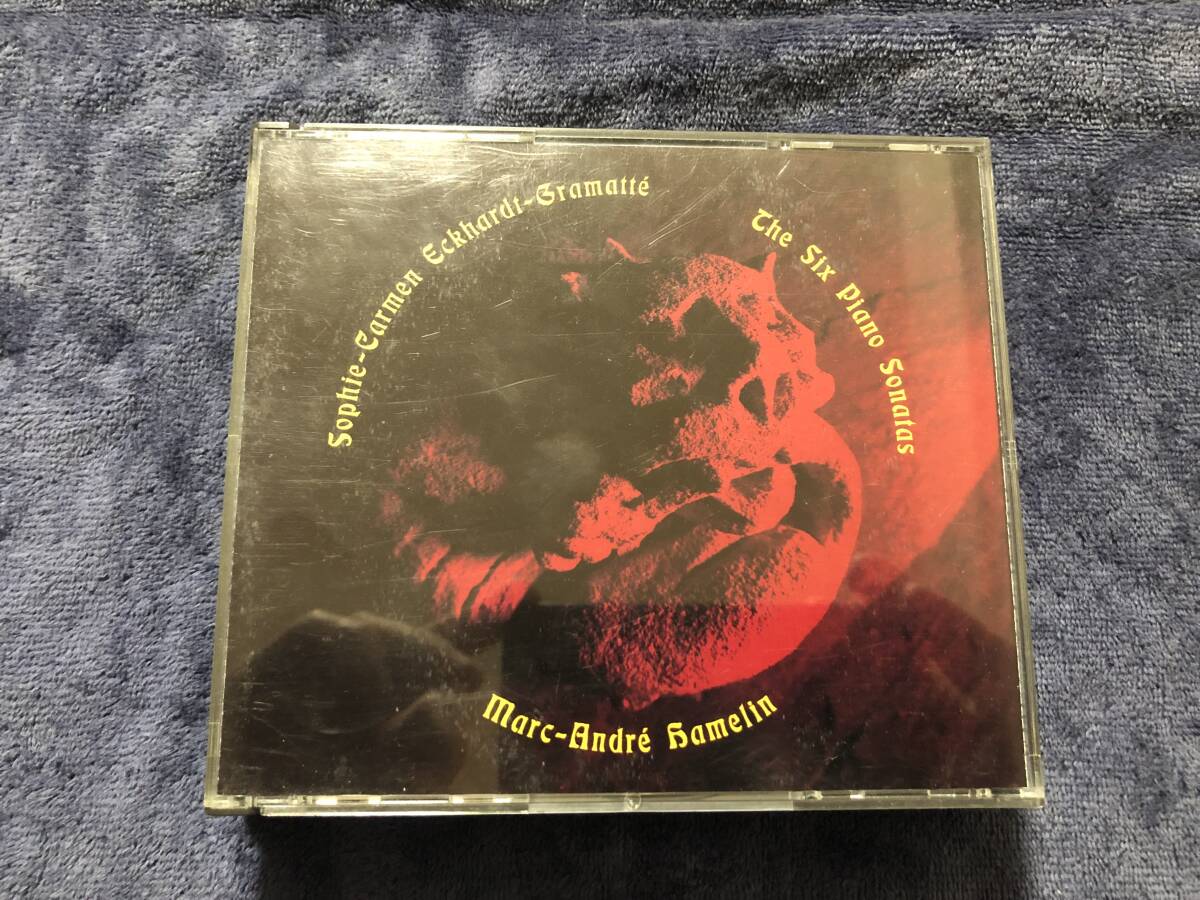 Sophie-Carmen Eckhardt-Gramatté
The Six Piano Sonatas
Marc-André Hamelin